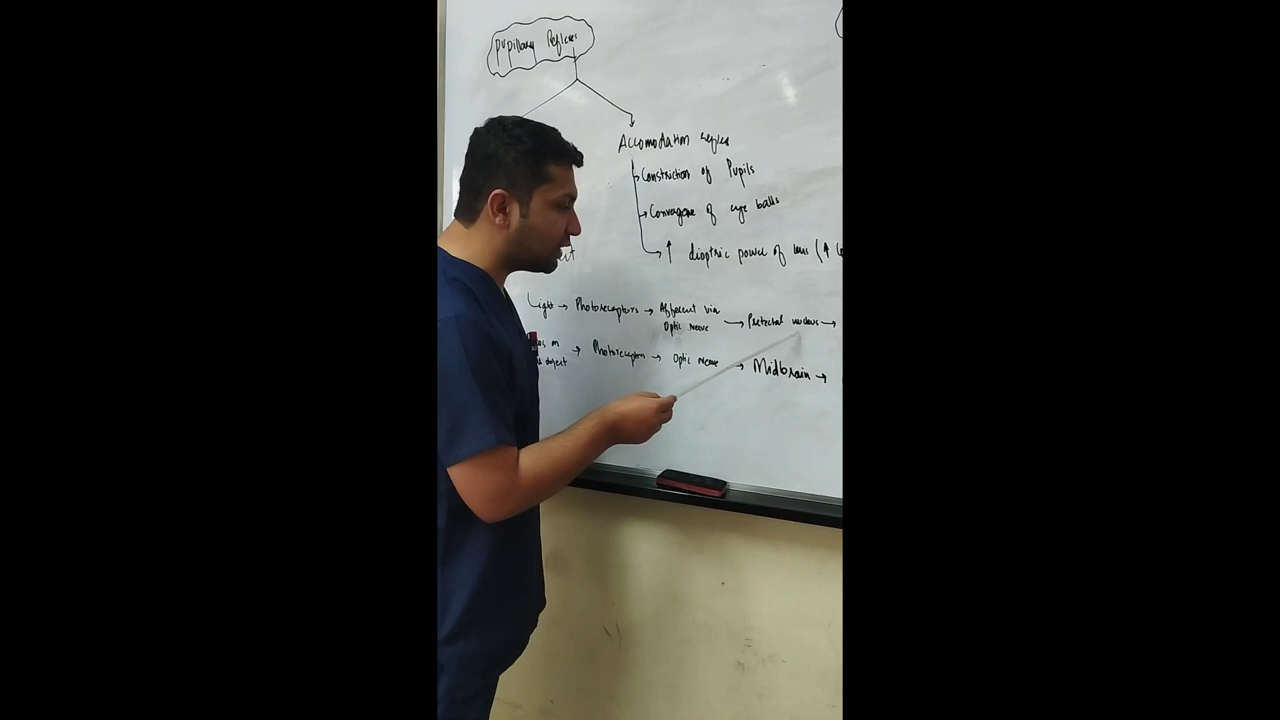 Pupillary Reflexes
Accomodation reflex
Constriction of Pupils
Convagene of eye balls
↑ dioptric power of lens (↑
Light → Photoreceptors → Afferent via Optic nerve → Pretectal nucleus →
object → Photoreceptors → Optic nerve → Midbrain →